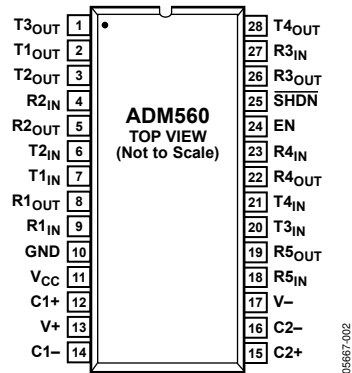 T3OUT 1
T1OUT 2
T2OUT 3
R2IN 4
R2OUT 5
T2IN 6
T1IN 7
R1OUT 8
R1IN 9
GND 10
VCC 11
C1+ 12
V+ 13
C1– 14
ADM560
TOP VIEW
(Not to Scale)
28 T4OUT
27 R3IN
26 R3OUT
25 SHDN
24 EN
23 R4IN
22 R4OUT
21 T4IN
20 T3IN
19 R5OUT
18 R5IN
17 V–
16 C2–
15 C2+
05667-002